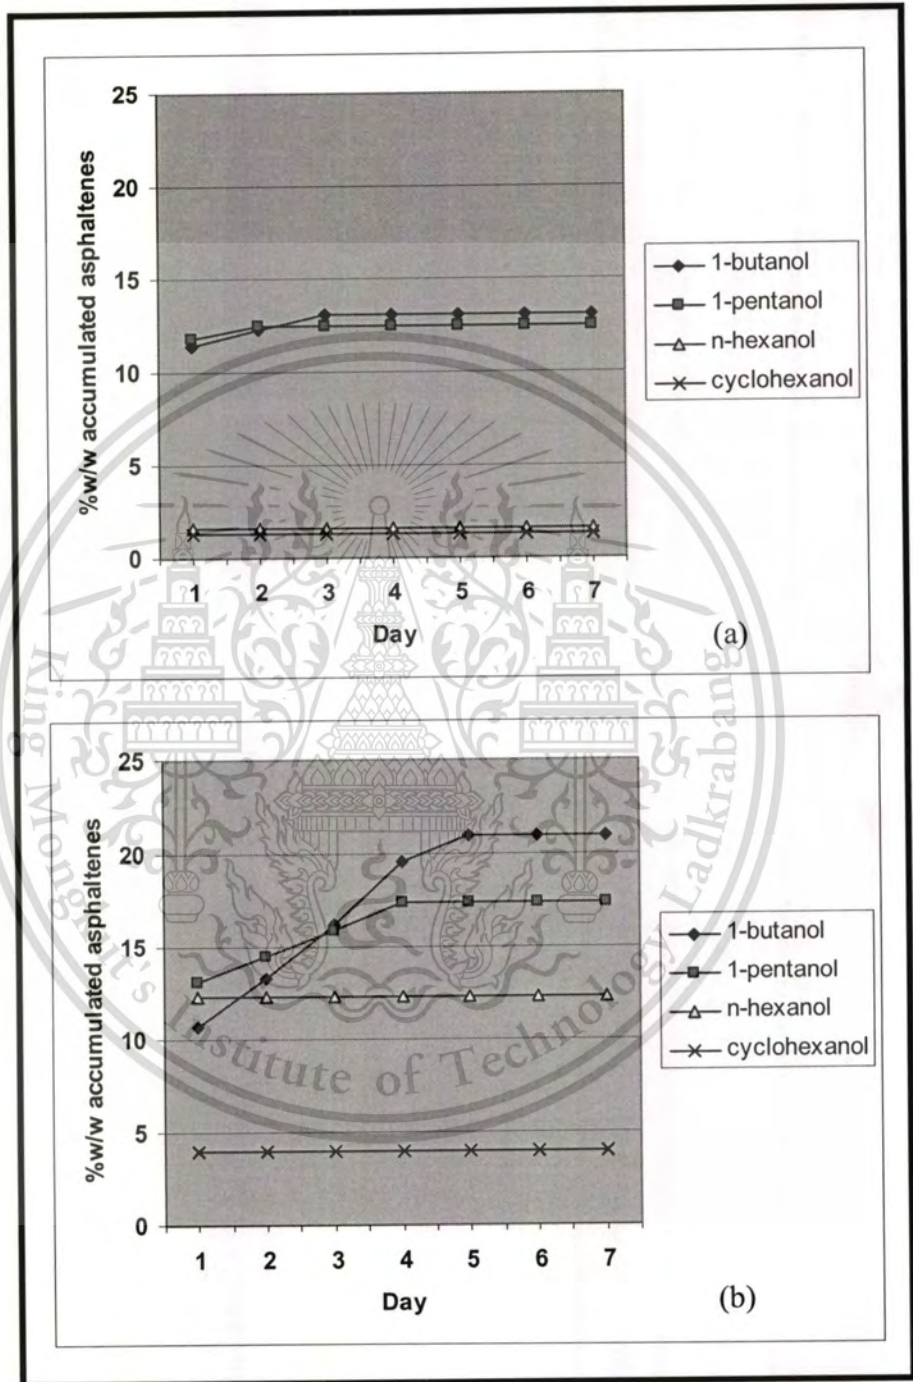 25
20
15
10
5
0
%w/w accumulated asphaltenes
1 2 3 4 5 6 7
Day
1-butanol
1-pentanol
n-hexanol
cyclohexanol
(a)
25
20
15
10
5
0
%w/w accumulated asphaltenes
1 2 3 4 5 6 7
Day
1-butanol
1-pentanol
n-hexanol
cyclohexanol
(b)
King Mongkut's Institute of Technology Ladkrabang